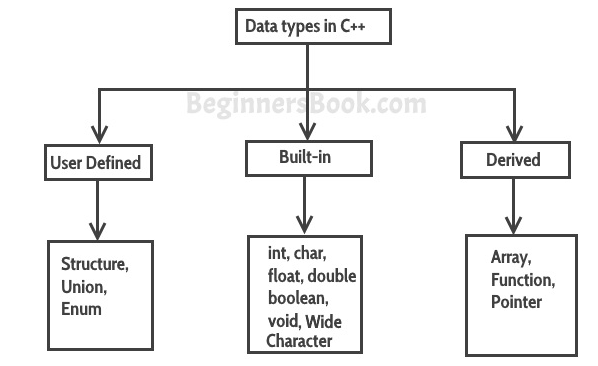 Data types in C++
BeginnersBook.com
User Defined
Built-in
Derived
Structure,
Union,
Enum
int, char,
float, double
boolean,
void, Wide
Character
Array,
Function,
Pointer